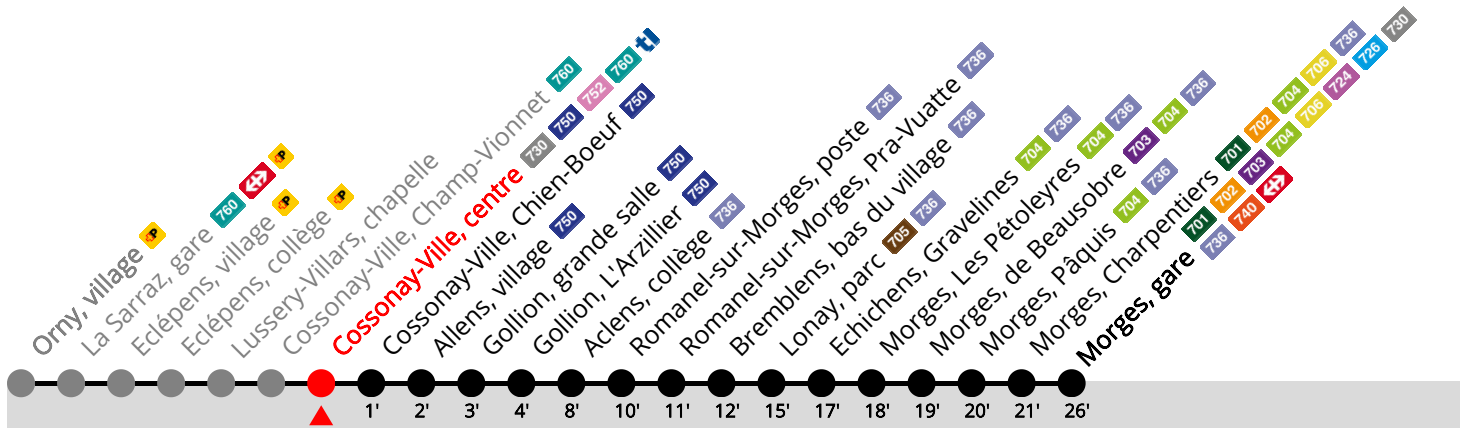 Orny, village P
La Sarraz, gare 760 P
Eclépens, village P
Eclépens, collège P
Lussery-Villars, chapelle
Cossonay-Ville, Champ-Vionnet 760
Cossonay-Ville, centre 730 750 752 760 tl
Cossonay-Ville, Chien-Boeuf 750
Allens, village 750
Gollion, grande salle 750
Gollion, L'Arzillier 750
Aclens, collège 736
Romanel-sur-Morges, poste 736
Romanel-sur-Morges, Pra-Vuatte 736
Bremblens, bas du village 736
Lonay, parc 705 736
Echichens, Gravelines 704 736
Morges, Les Pétoleyres 704 736
Morges, de Beausobre 703 704 736
Morges, Pâquis 704 736
Morges, Charpentiers 701 702 704 706 736
Morges, gare 701 702 703 704 706 724 726 730
736 740
1' 2' 3' 4' 8' 10' 11' 12' 15' 17' 18' 19' 20' 21' 26'